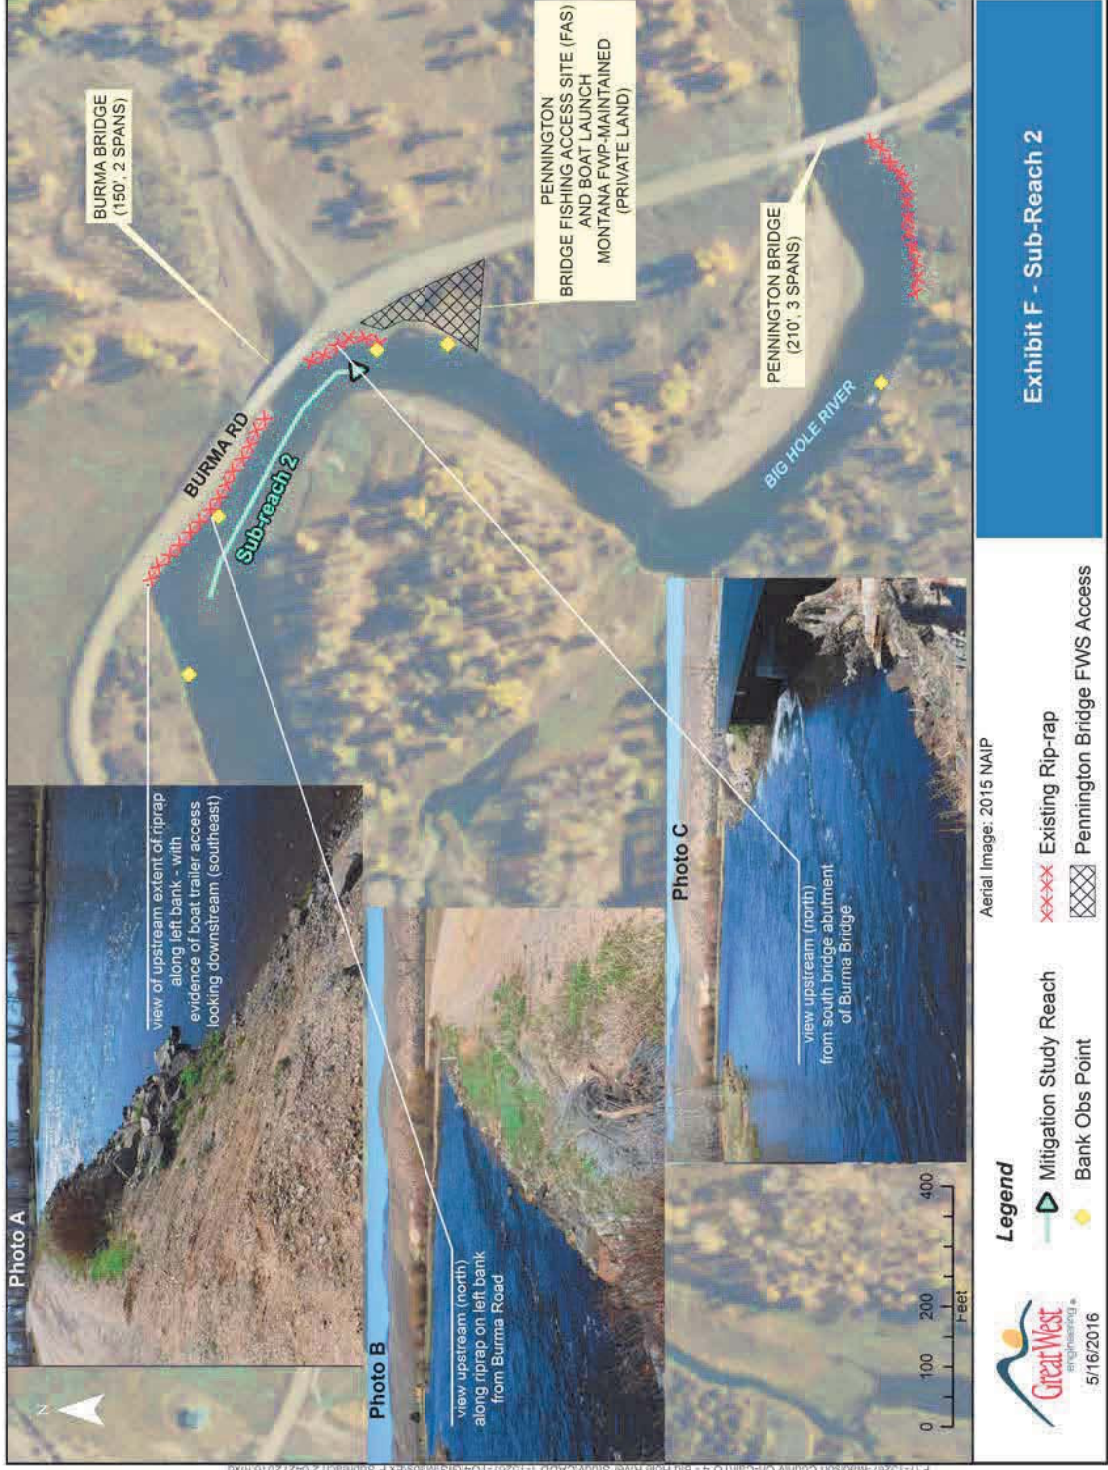 Photo A
view of upstream extent of riprap
along left bank - with
evidence of boat trailer access
looking downstream (southeast)
N
BURMA BRIDGE
(150', 2 SPANS)
BURMA RD
Sub-reach 2
PENNINGTON
BRIDGE FISHING ACCESS SITE (FAS)
AND BOAT LAUNCH
MONTANA FWP-MAINTAINED
(PRIVATE LAND)
Photo B
view upstream (north)
along riprap on left bank
from Burma Road
PENNINGTON BRIDGE
(210', 3 SPANS)
BIG HOLE RIVER
Photo C
view upstream (north)
from south bridge abutment
of Burma Bridge
0 100 200 400
Feet
Aerial Image: 2015 NAIP
Legend
Mitigation Study Reach
Existing Rip-rap
Bank Obs Point
Pennington Bridge FWS Access
Great West
engineering
5/16/2016
Exhibit F - Sub-Reach 2